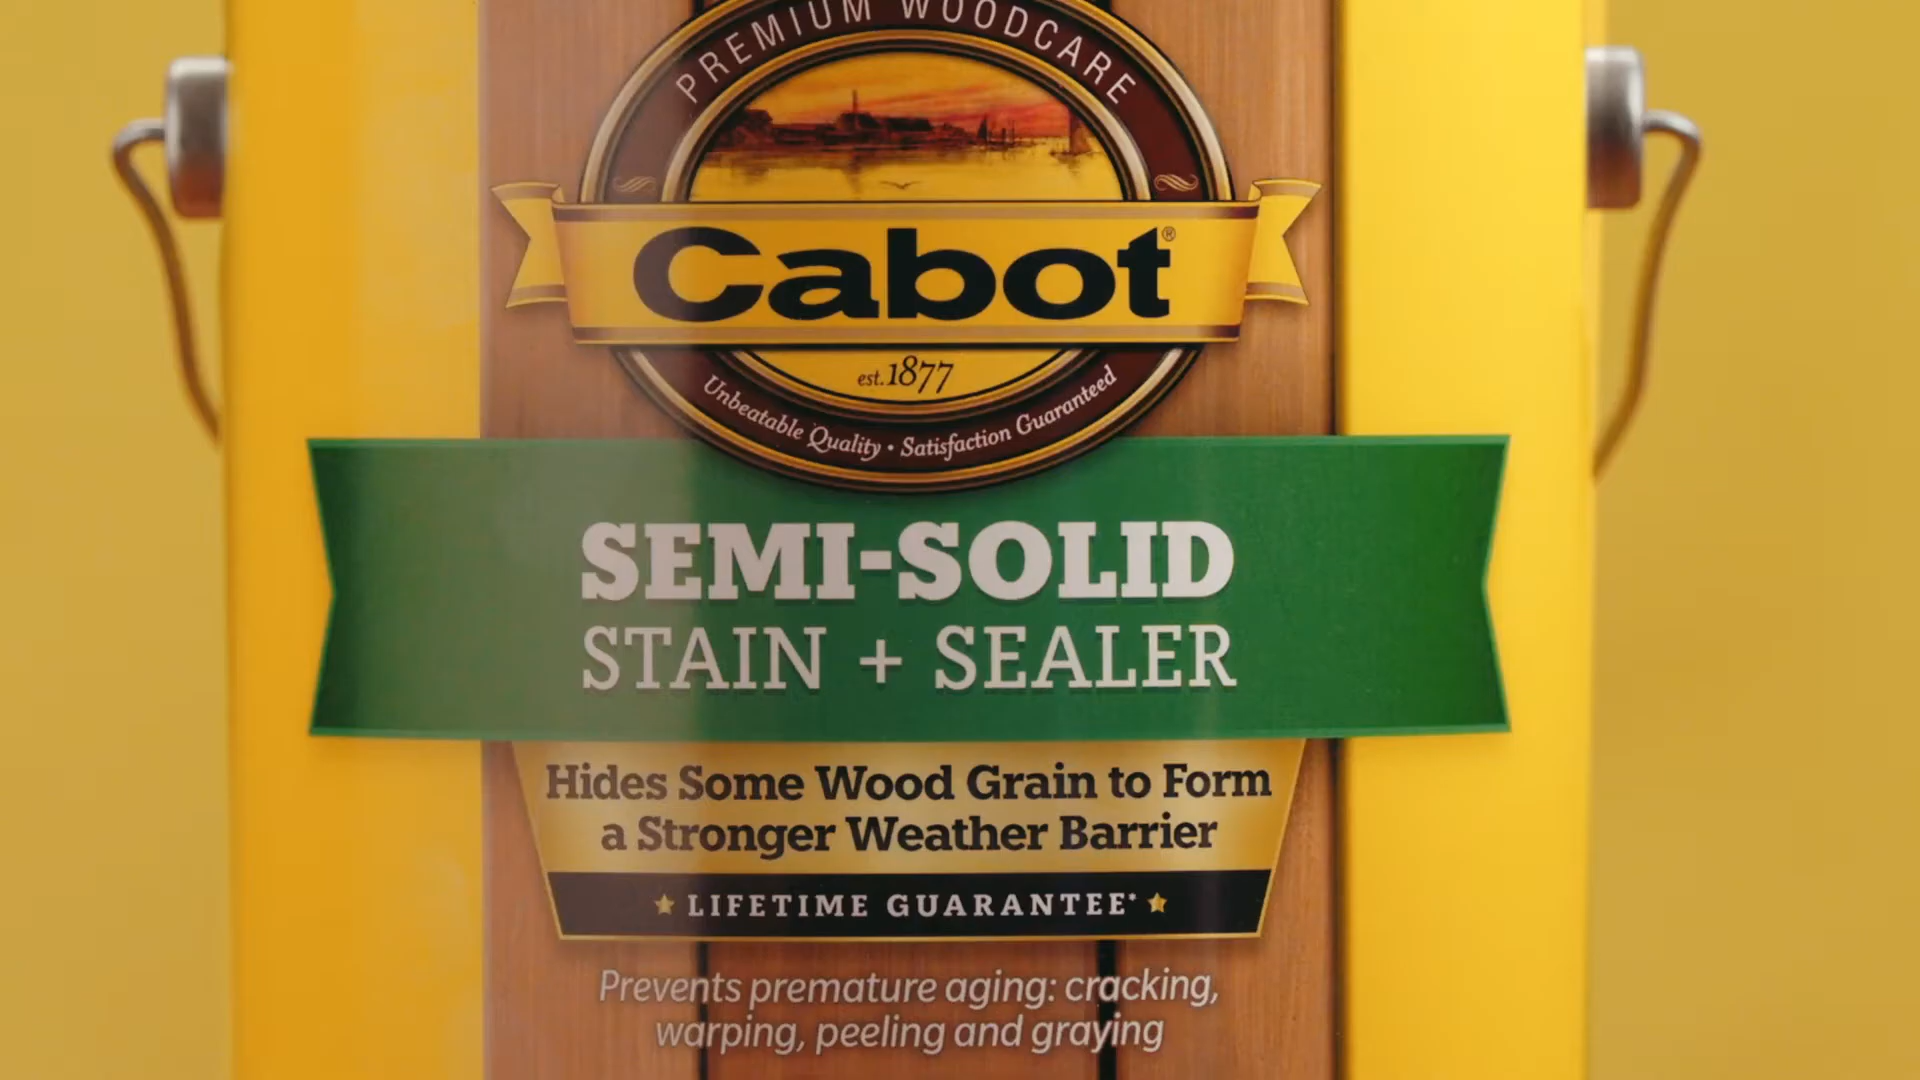 PREMIUM WOODCARE
Cabot®
est. 1877
Unbeatable Quality • Satisfaction Guaranteed
SEMI-SOLID
STAIN + SEALER
Hides Some Wood Grain to Form
a Stronger Weather Barrier
★ LIFETIME GUARANTEE* ★
Prevents premature aging: cracking,
warping, peeling and graying